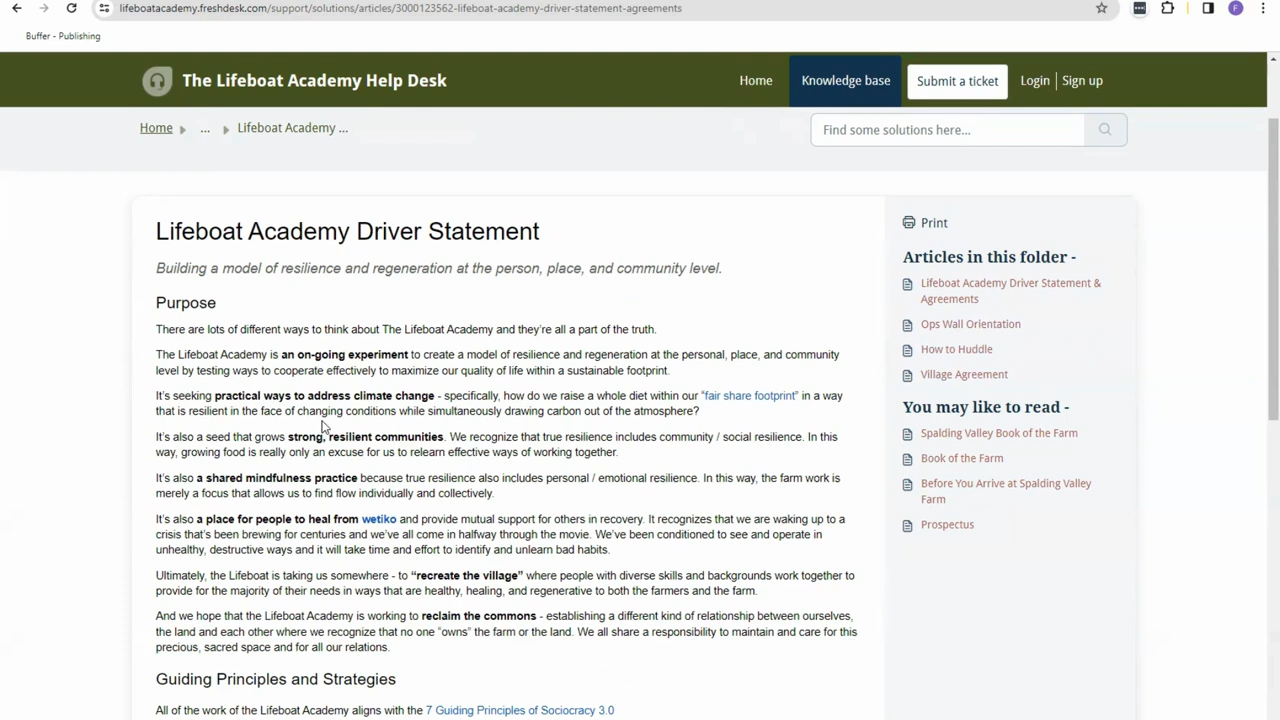 lifeboatacademy.freshdesk.com/support/solutions/articles/3000123562-lifeboat-academy-driver-statement-agreements
F
Buffer - Publishing
The Lifeboat Academy Help Desk
Home
Knowledge base
Submit a ticket
Login
Sign up
Home
...
Lifeboat Academy ...
Find some solutions here...
Lifeboat Academy Driver Statement
Building a model of resilience and regeneration at the person, place, and community level.
Purpose
There are lots of different ways to think about The Lifeboat Academy and they're all a part of the truth.
The Lifeboat Academy is an on-going experiment to create a model of resilience and regeneration at the personal, place, and community
level by testing ways to cooperate effectively to maximize our quality of life within a sustainable footprint.
It's seeking practical ways to address climate change - specifically, how do we raise a whole diet within our “fair share footprint” in a way
that is resilient in the face of changing conditions while simultaneously drawing carbon out of the atmosphere?
It's also a seed that grows strong, resilient communities. We recognize that true resilience includes community / social resilience. In this
way, growing food is really only an excuse for us to relearn effective ways of working together.
It's also a shared mindfulness practice because true resilience also includes personal / emotional resilience. In this way, the farm work is
merely a focus that allows us to find flow individually and collectively.
It's also a place for people to heal from wetiko and provide mutual support for others in recovery. It recognizes that we are waking up to a
crisis that's been brewing for centuries and we've all come in halfway through the movie. We've been conditioned to see and operate in
unhealthy, destructive ways and it will take time and effort to identify and unlearn bad habits.
Ultimately, the Lifeboat is taking us somewhere - to “recreate the village” where people with diverse skills and backgrounds work together to
provide for the majority of their needs in ways that are healthy, healing, and regenerative to both the farmers and the farm.
And we hope that the Lifeboat Academy is working to reclaim the commons - establishing a different kind of relationship between ourselves,
the land and each other where we recognize that no one “owns” the farm or the land. We all share a responsibility to maintain and care for this
precious, sacred space and for all our relations.
Guiding Principles and Strategies
All of the work of the Lifeboat Academy aligns with the 7 Guiding Principles of Sociocracy 3.0
Print
Articles in this folder -
Lifeboat Academy Driver Statement &
Agreements
Ops Wall Orientation
How to Huddle
Village Agreement
You may like to read -
Spalding Valley Book of the Farm
Book of the Farm
Before You Arrive at Spalding Valley
Farm
Prospectus